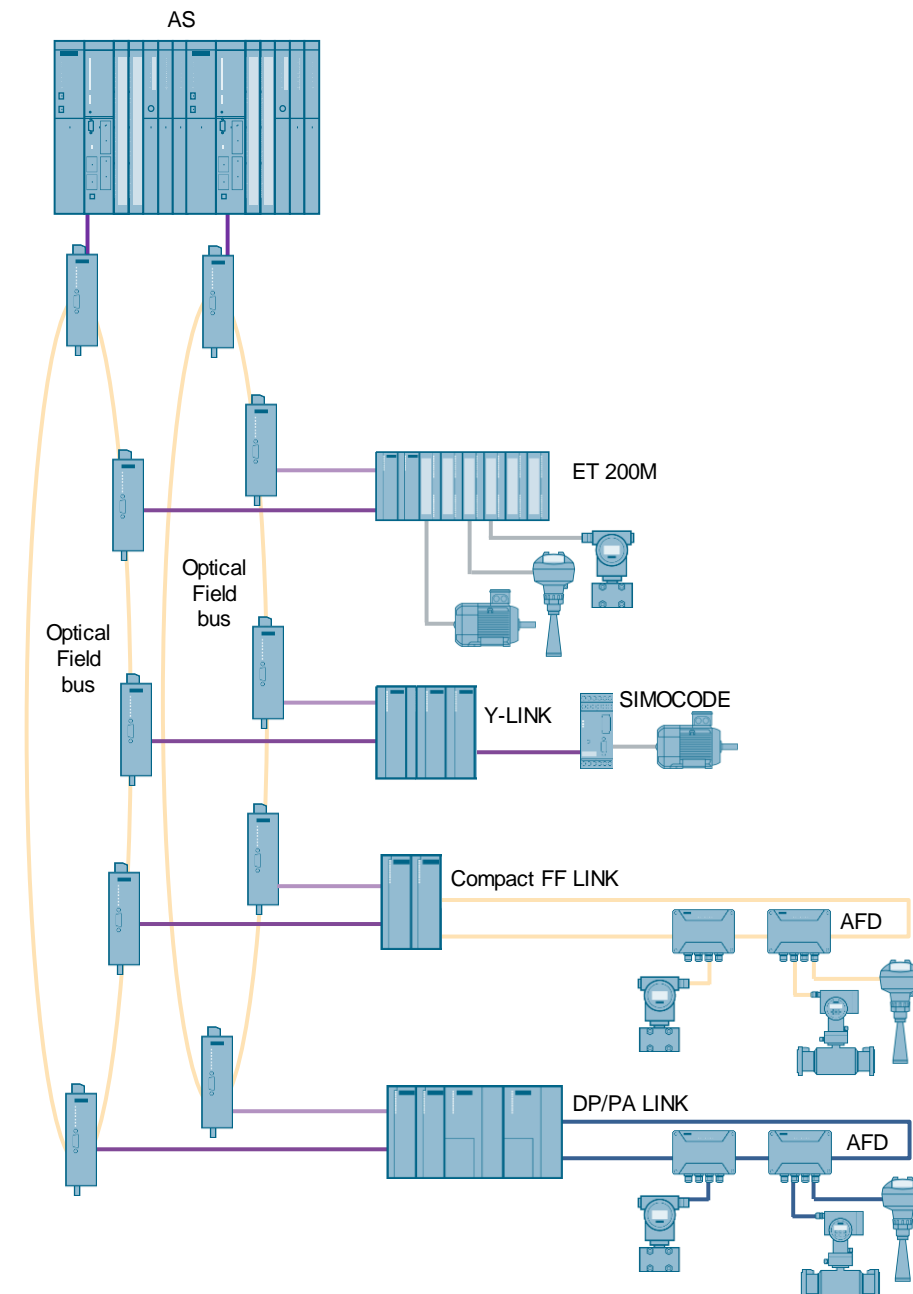 AS
ET 200M
Optical
Field
bus
Optical
Field
bus
SIMOCODE
Y-LINK
Compact FF LINK
AFD
DP/PA LINK
AFD